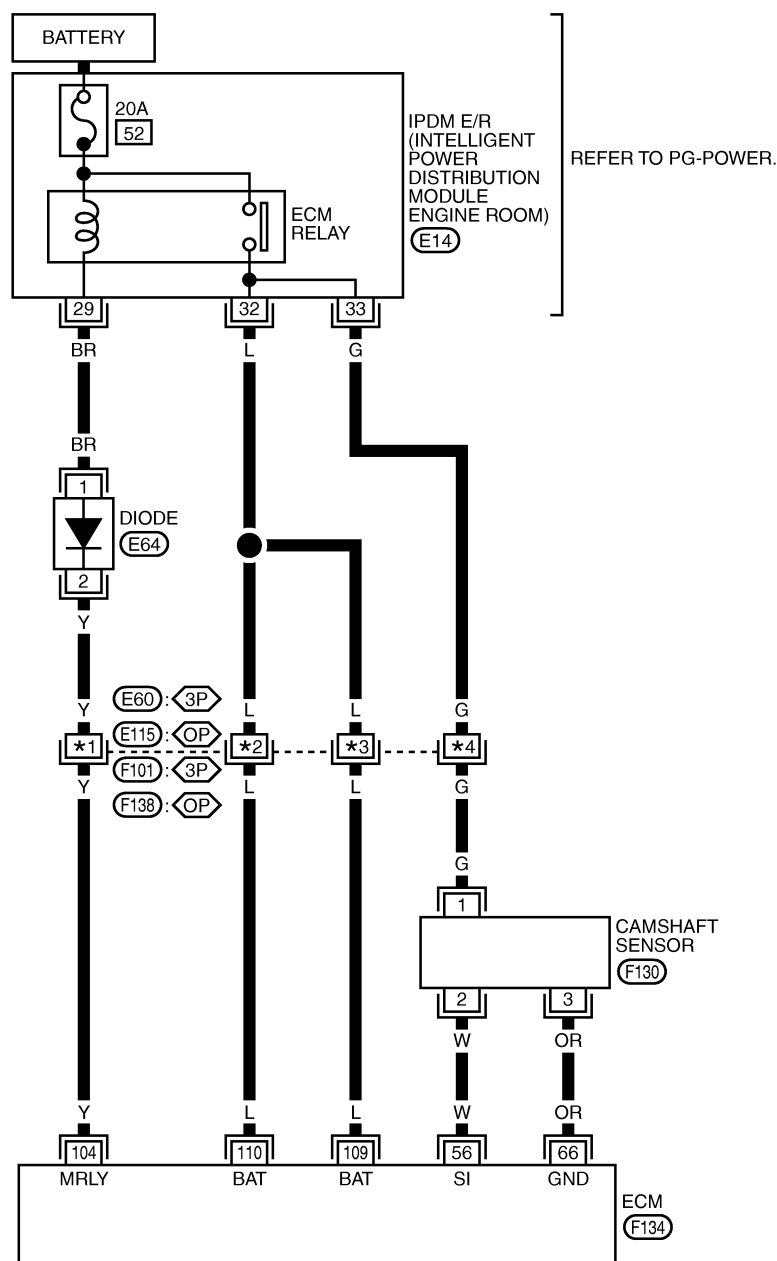 BATTERY
20A
52
ECM
RELAY
IPDM E/R
(INTELLIGENT
POWER
DISTRIBUTION
MODULE
ENGINE ROOM)
E14
REFER TO PG-POWER.
29
32
33
BR
L
G
BR
1
DIODE
E64
2
Y
E60 : 3P
Y
L
L
G
E115 : OP
*1
*2
*3
*4
F101 : 3P
Y
L
L
G
F138 : OP
G
1
CAMSHAFT
SENSOR
F130
2
3
W
OR
Y
L
L
W
OR
104
110
109
56
66
MRLY
BAT
BAT
SI
GND
ECM
F134